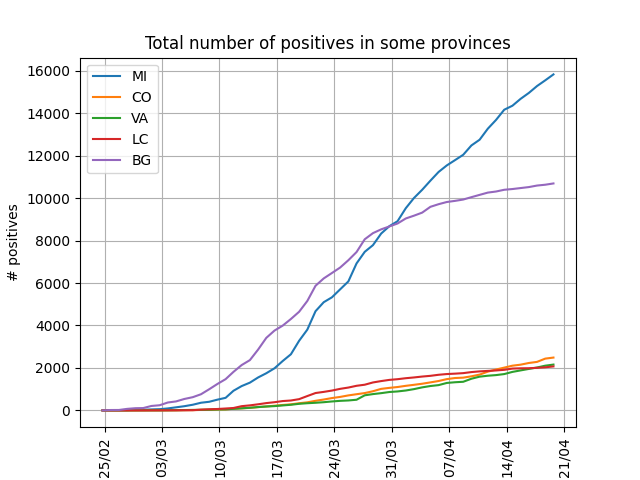 Total number of positives in some provinces
# positives
16000
14000
12000
10000
8000
6000
4000
2000
0
MI
CO
VA
LC
BG
25/02
03/03
10/03
17/03
24/03
31/03
07/04
14/04
21/04